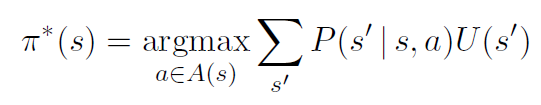 π*(s) = argmax_{a∈A(s)} ∑_{s′} P(s′ | s, a)U(s′)